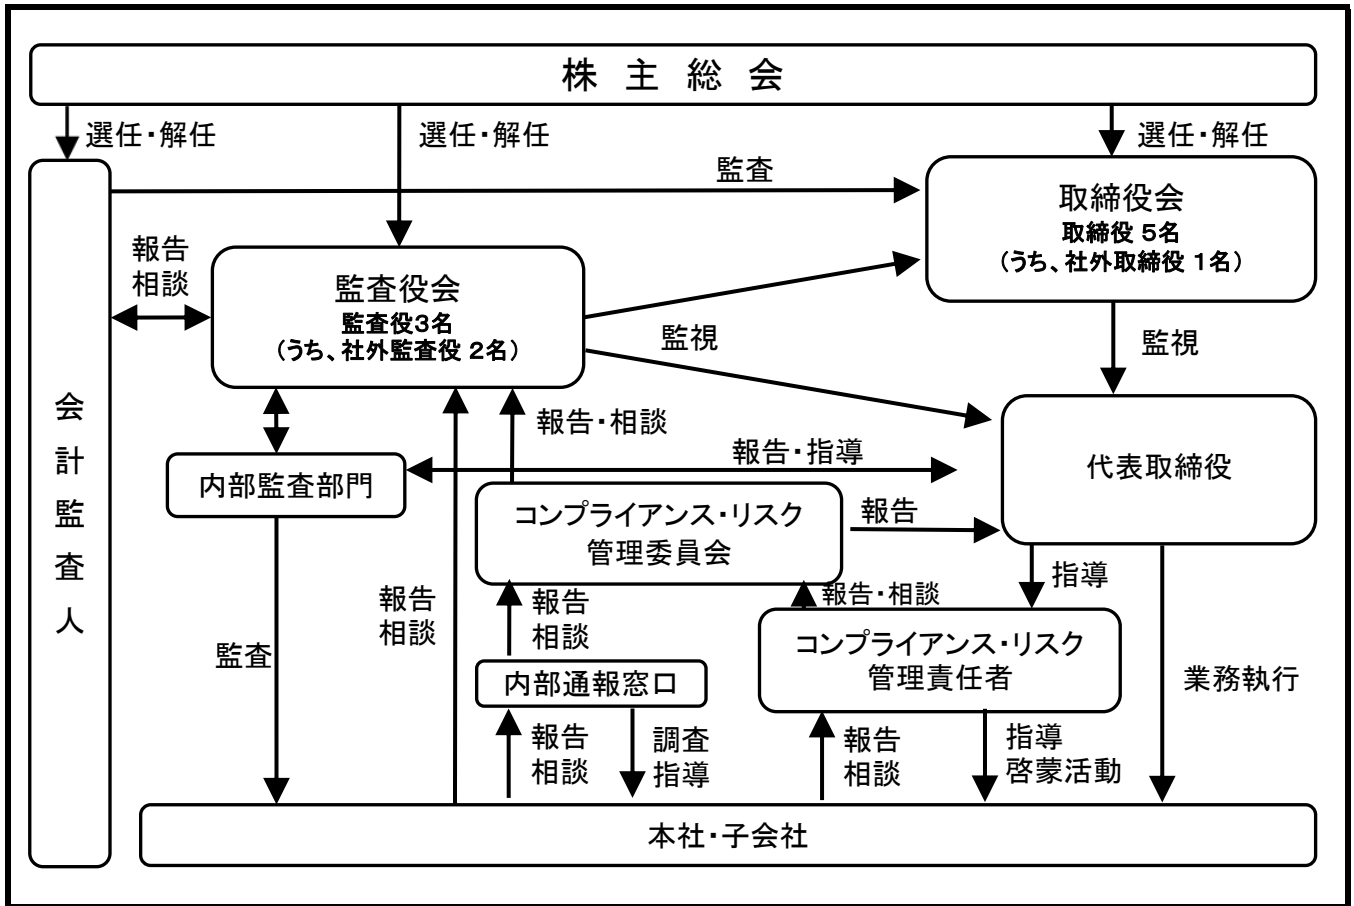 株主総会
選任・解任
選任・解任
選任・解任
監査
取締役会
取締役 5名
(うち、社外取締役 1名)
報告
相談
監査役会
監査役3名
(うち、社外監査役 2名)
監視
監視
会計監査人
報告・相談
報告・指導
代表取締役
内部監査部門
コンプライアンス・リスク
管理委員会
報告
指導
報告・相談
報告
相談
報告
相談
コンプライアンス・リスク
管理責任者
監査
内部通報窓口
業務執行
報告
相談
調査
指導
報告
相談
指導
啓蒙活動
本社・子会社